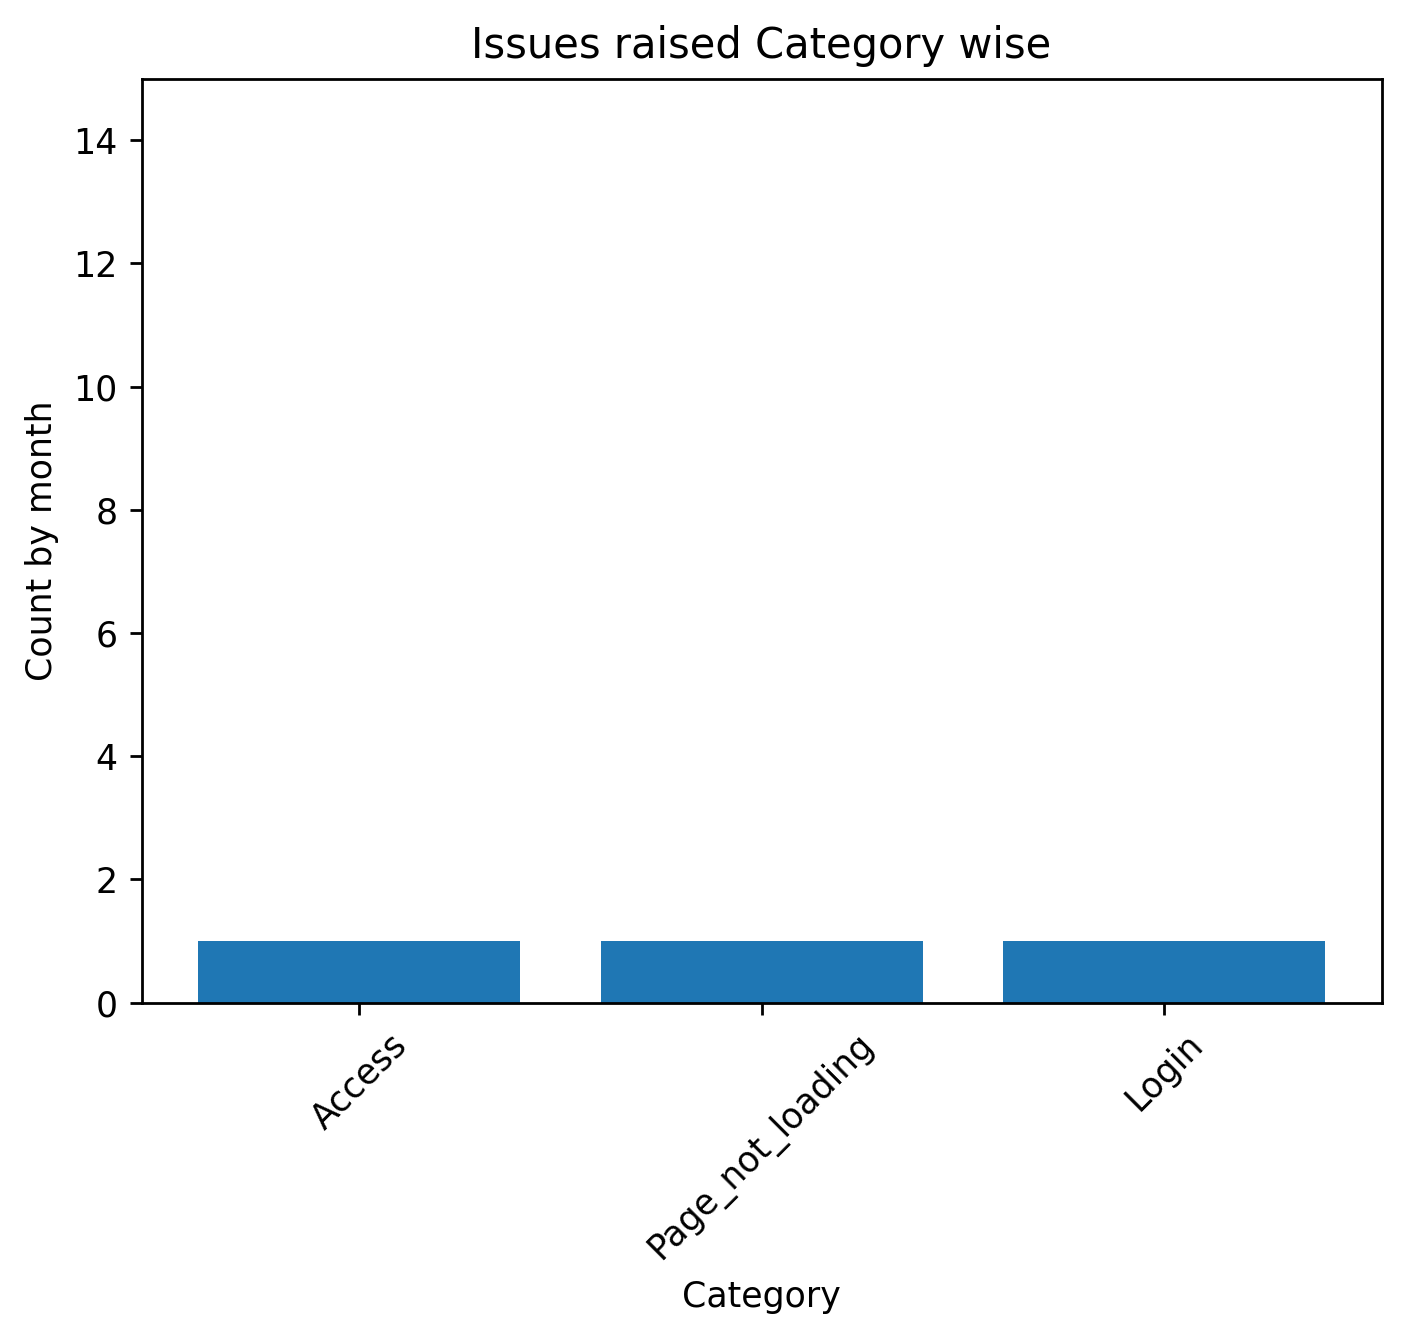 Issues raised Category wise
14
12
10
8
6
4
2
0
Count by month
Access
Page_not_loading
Login
Category